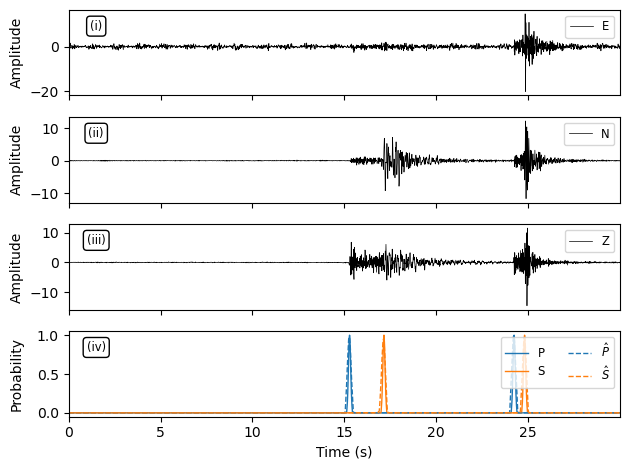 Amplitude
0
−20
(i)
E
Amplitude
10
0
−10
(ii)
N
Amplitude
10
0
−10
(iii)
Z
Probability
1.0
0.5
0.0
(iv)
P P̂
S Ŝ
0 5 10 15 20 25
Time (s)